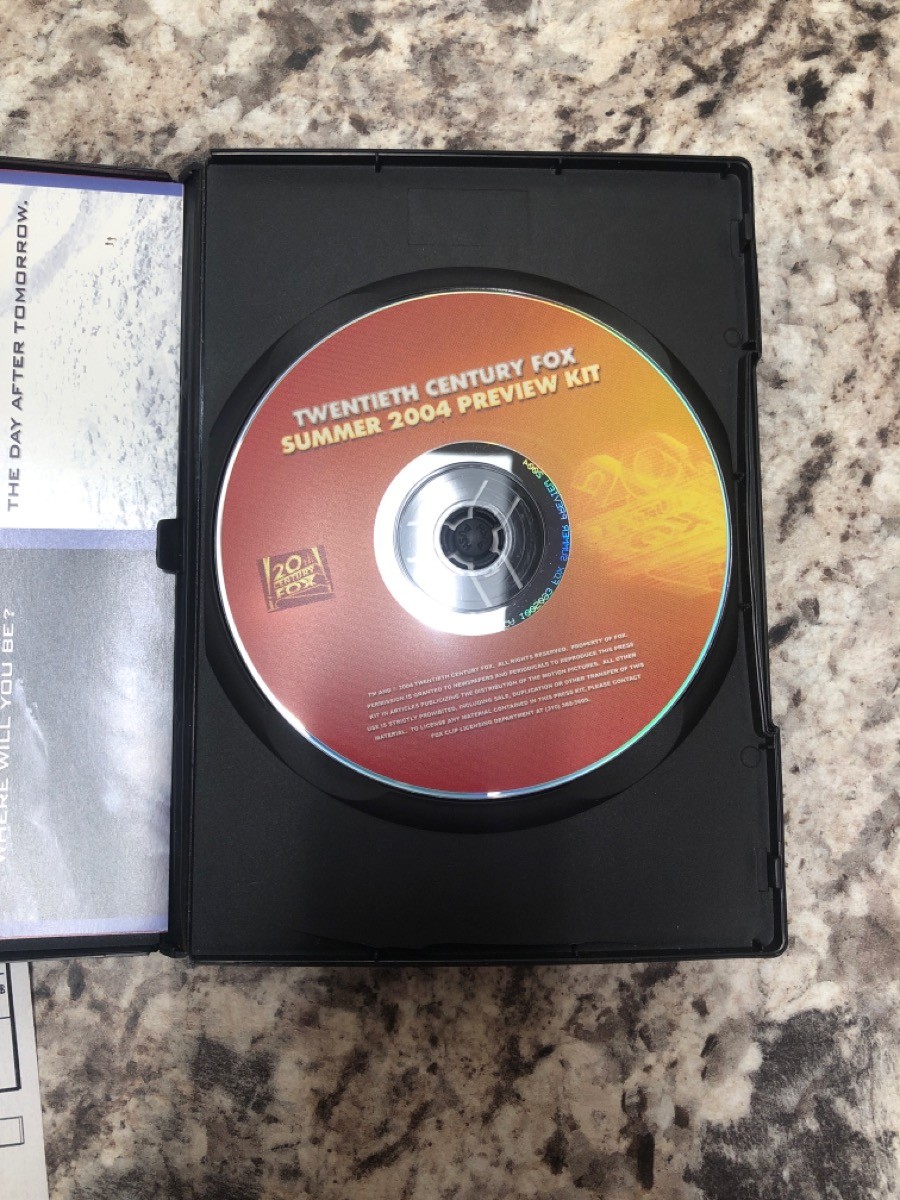 THE DAY AFTER TOMORROW.
WHERE WILL YOU BE?
TWENTIETH CENTURY FOX
SUMMER 2004 PREVIEW KIT
20TH
CENTURY
FOX
TM AND © 2004 TWENTIETH CENTURY FOX. ALL RIGHTS RESERVED. PROPERTY OF FOX.
PERMISSION IS GRANTED TO NEWSPAPERS AND PERIODICALS TO REPRODUCE THIS PRESS
KIT IN ARTICLES PUBLICIZING THE DISTRIBUTION OF THE MOTION PICTURES. ALL OTHER
USE IS STRICTLY PROHIBITED, INCLUDING SALE, DUPLICATION OR OTHER TRANSFER OF THIS
MATERIAL. TO LICENSE ANY MATERIAL CONTAINED IN THIS PRESS KIT, PLEASE CONTACT
FOX CLIP LICENSING DEPARTMENT AT (310)
FOX SUMMER PREVIEW 2004